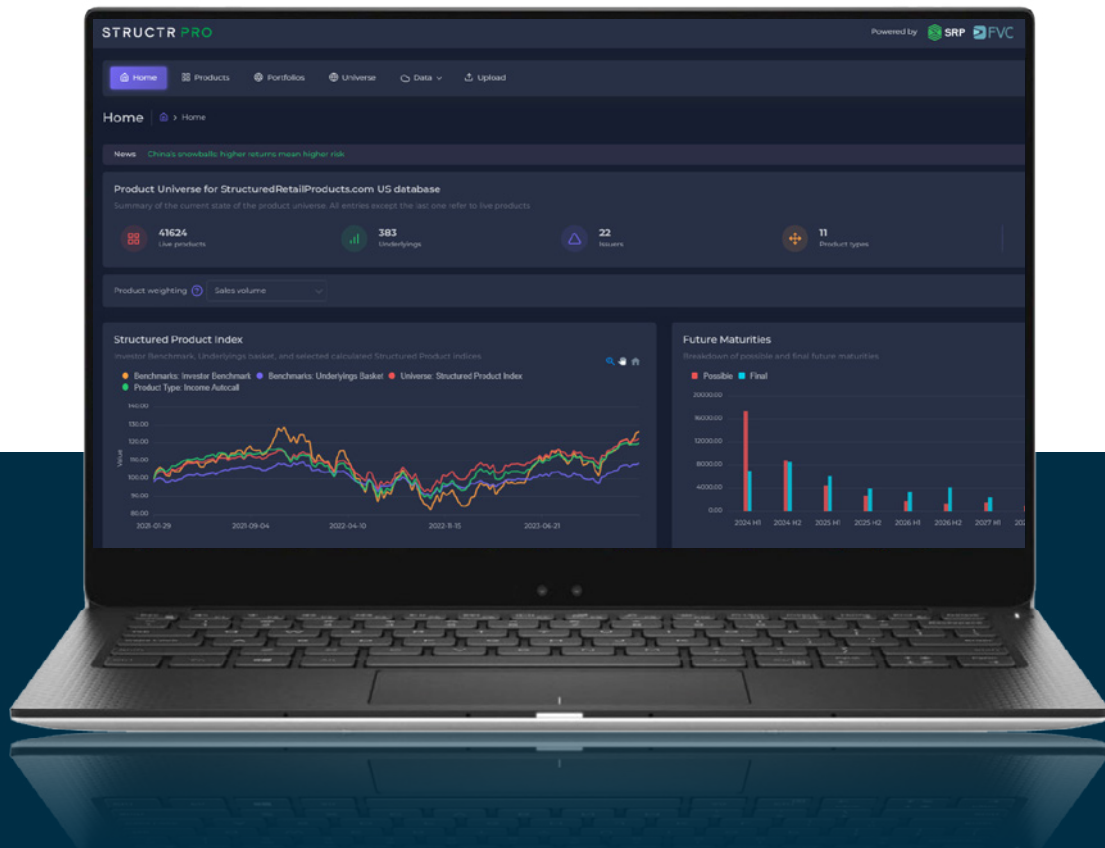 STRUCTR PRO
Powered by SRP FVC
Home Products Portfolios Universe Data Upload
Home > Home
News China's snowballs: higher returns mean higher risk
Product Universe for StructuredRetailProducts.com US database
Summary of the current state of the product universe. All entries except the last one refer to live products
41624
Live products
383
Underlyings
22
Issuers
11
Product types
Product weighting ? Sales volume
Structured Product Index
Investor Benchmark, Underlyings basket, and selected calculated Structured Product Indices
Benchmarks: Investor Benchmark Benchmarks: Underlyings Basket Universe: Structured Product Index
Product Type: Income Autocall
140.00
130.00
120.00
110.00
100.00
90.00
80.00
Value
2021-01-29 2021-09-04 2022-04-10 2022-11-15 2023-06-21
Future Maturities
Breakdown of possible and final future maturities
Possible Final
20000.00
16000.00
12000.00
8000.00
4000.00
0.00
2024 H1 2024 H2 2025 H1 2025 H2 2026 H1 2026 H2 2027 H1